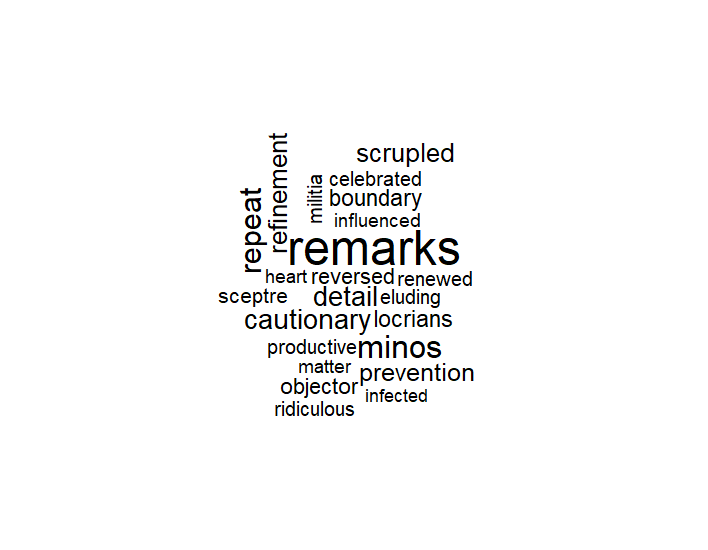 scrupled
refinement
militia
celebrated
repeat
boundary
influenced
remarks
heart reversed renewed
sceptre detail eluding
cautionary locrians
productive minos
matter prevention
objector infected
ridiculous